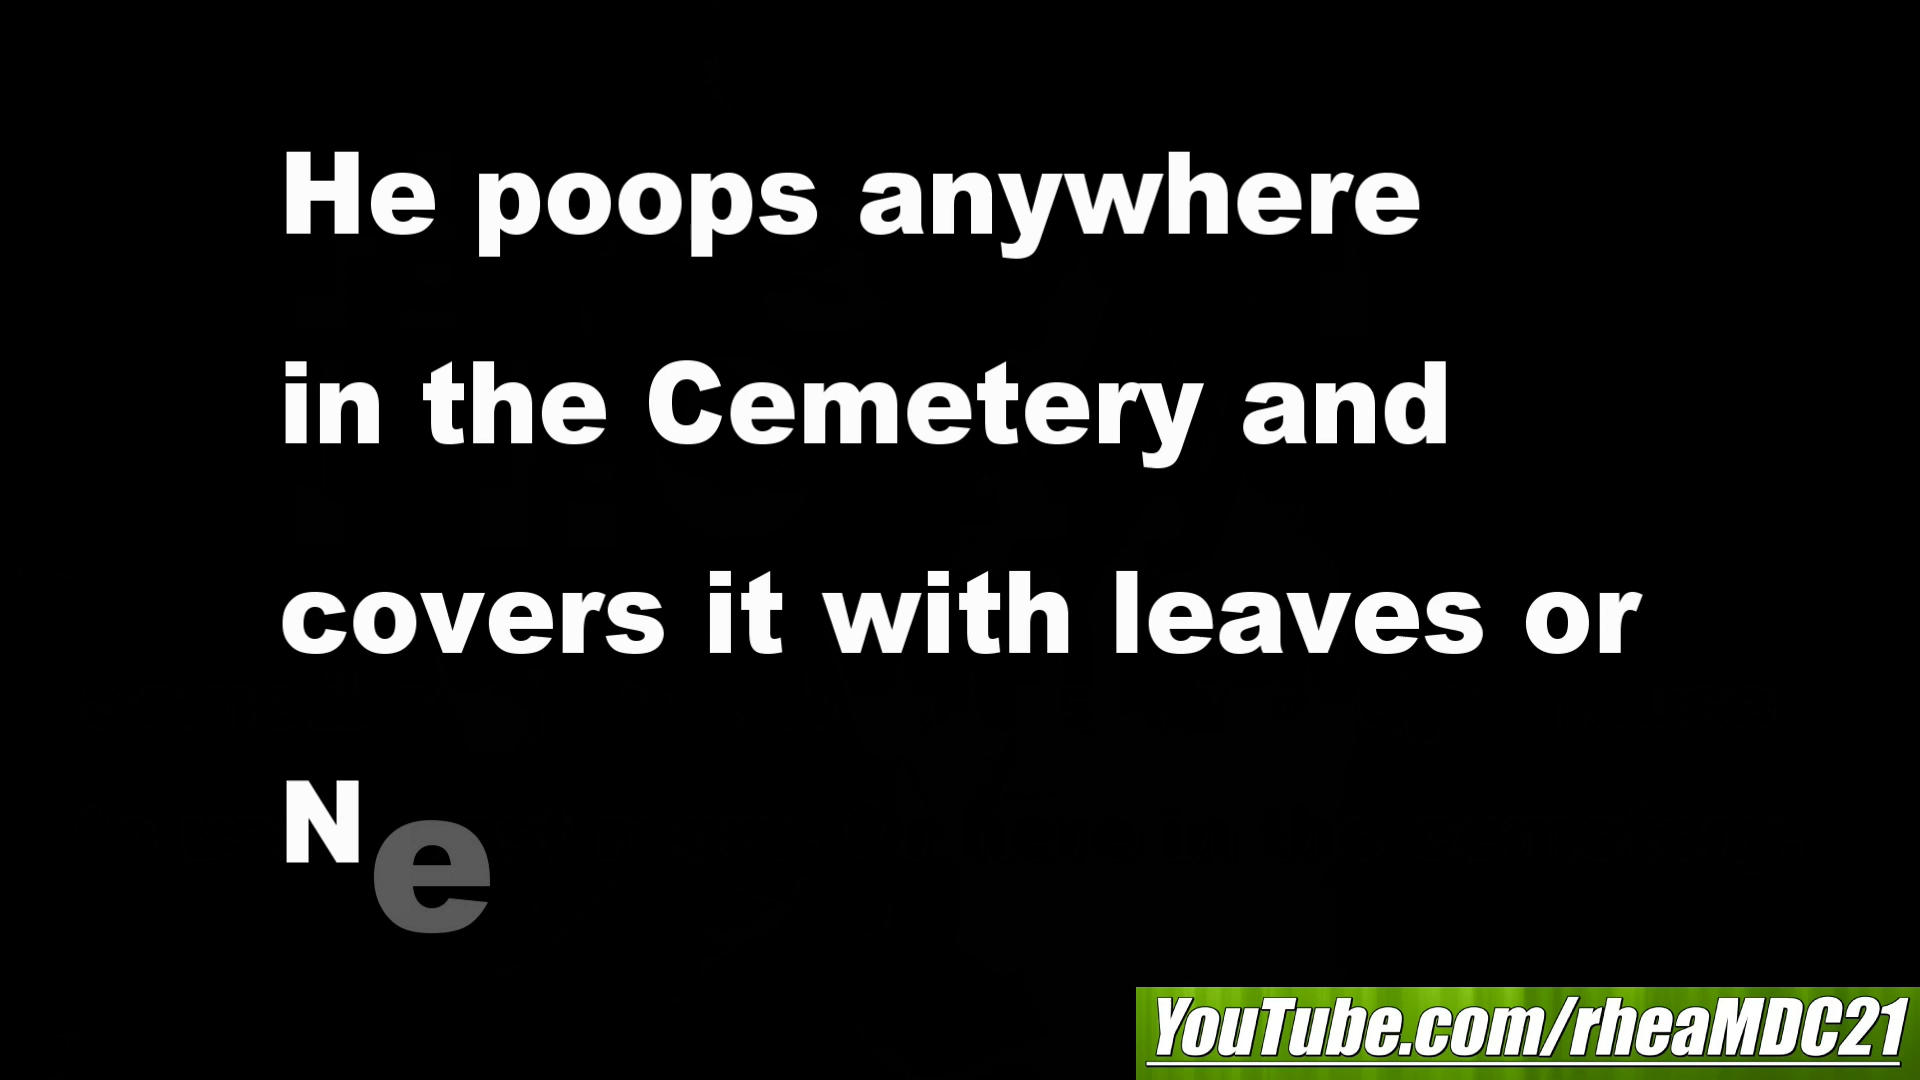 He poops anywhere
in the Cemetery and
covers it with leaves or
Ne
YouTube.com/rheaMDC21